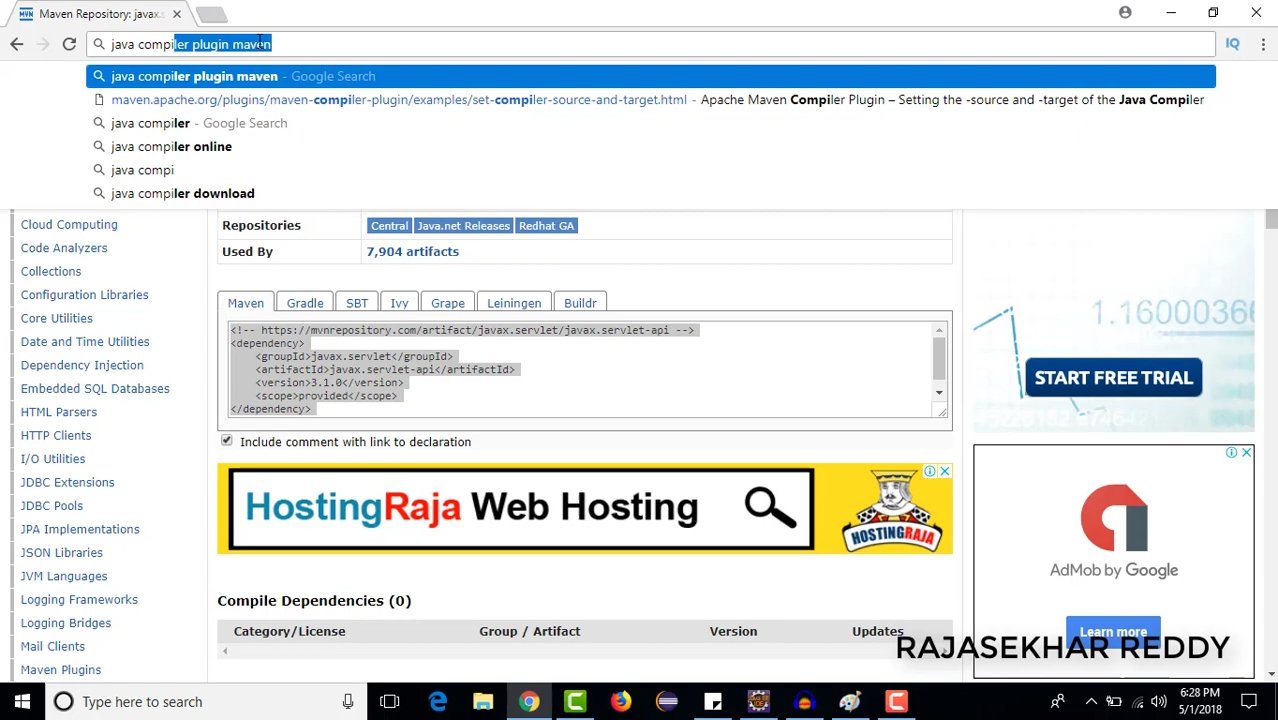 Maven Repository: javax.s
java compiler plugin maven
IQ
java compiler plugin maven - Google Search
maven.apache.org/plugins/maven-compiler-plugin/examples/set-compiler-source-and-target.html - Apache Maven Compiler Plugin – Setting the -source and -target of the Java Compiler
java compiler - Google Search
java compiler online
java compi
java compiler download
Cloud Computing
Code Analyzers
Collections
Configuration Libraries
Core Utilities
Date and Time Utilities
Dependency Injection
Embedded SQL Databases
HTML Parsers
HTTP Clients
I/O Utilities
JDBC Extensions
JDBC Pools
JPA Implementations
JSON Libraries
JVM Languages
Logging Frameworks
Logging Bridges
Mail Clients
Maven Plugins
Repositories Central Java.net Releases Redhat GA
Used By 7,904 artifacts
Maven Gradle SBT Ivy Grape Leiningen Buildr
<!-- https://mvnrepository.com/artifact/javax.servlet/javax.servlet-api -->
<dependency>
<groupId>javax.servlet</groupId>
<artifactId>javax.servlet-api</artifactId>
<version>3.1.0</version>
<scope>provided</scope>
</dependency>
Include comment with link to declaration
HostingRaja Web Hosting
HOSTINGRAJA
Compile Dependencies (0)
Category/License Group / Artifact Version Updates
1.1600036
START FREE TRIAL
AdMob by Google
Learn more
RAJASEKHAR REDDY
Type here to search
6:28 PM
5/1/2018